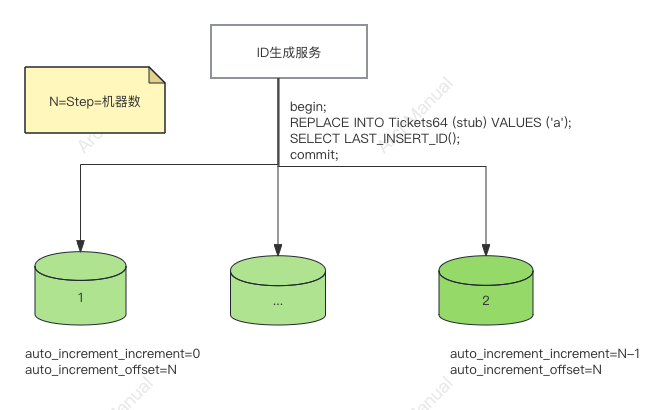 ID生成服务
N=Step=机器数
begin;
REPLACE INTO Tickets64 (stub) VALUES ('a');
SELECT LAST_INSERT_ID();
commit;
1
...
2
auto_increment_increment=0
auto_increment_offset=N
auto_increment_increment=N-1
auto_increment_offset=N